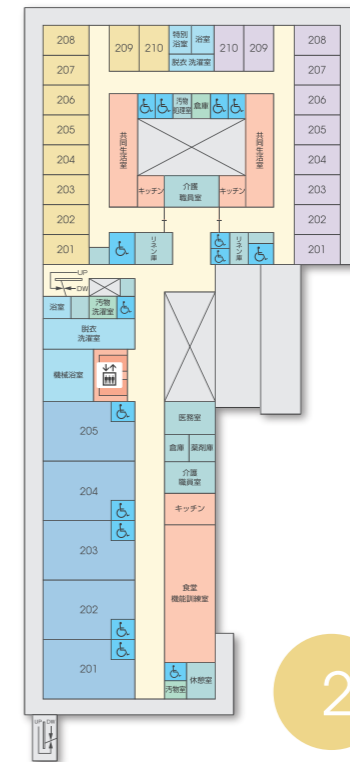 208
209
210
特別
浴室
浴室
210
209
208
脱衣 洗濯室
207
207
206
汚物
処理室
倉庫
206
205
205
共同生活室
共同生活室
204
204
203
キッチン
介護
職員室
キッチン
203
202
202
201
リネン庫
リネン庫
201
UP
DW
浴室
汚物
洗濯室
脱衣
洗濯室
機械浴室
205
医務室
倉庫
薬剤庫
204
介護
職員室
キッチン
203
食堂
機能訓練室
202
201
汚物室
休憩室
UP
DW
2